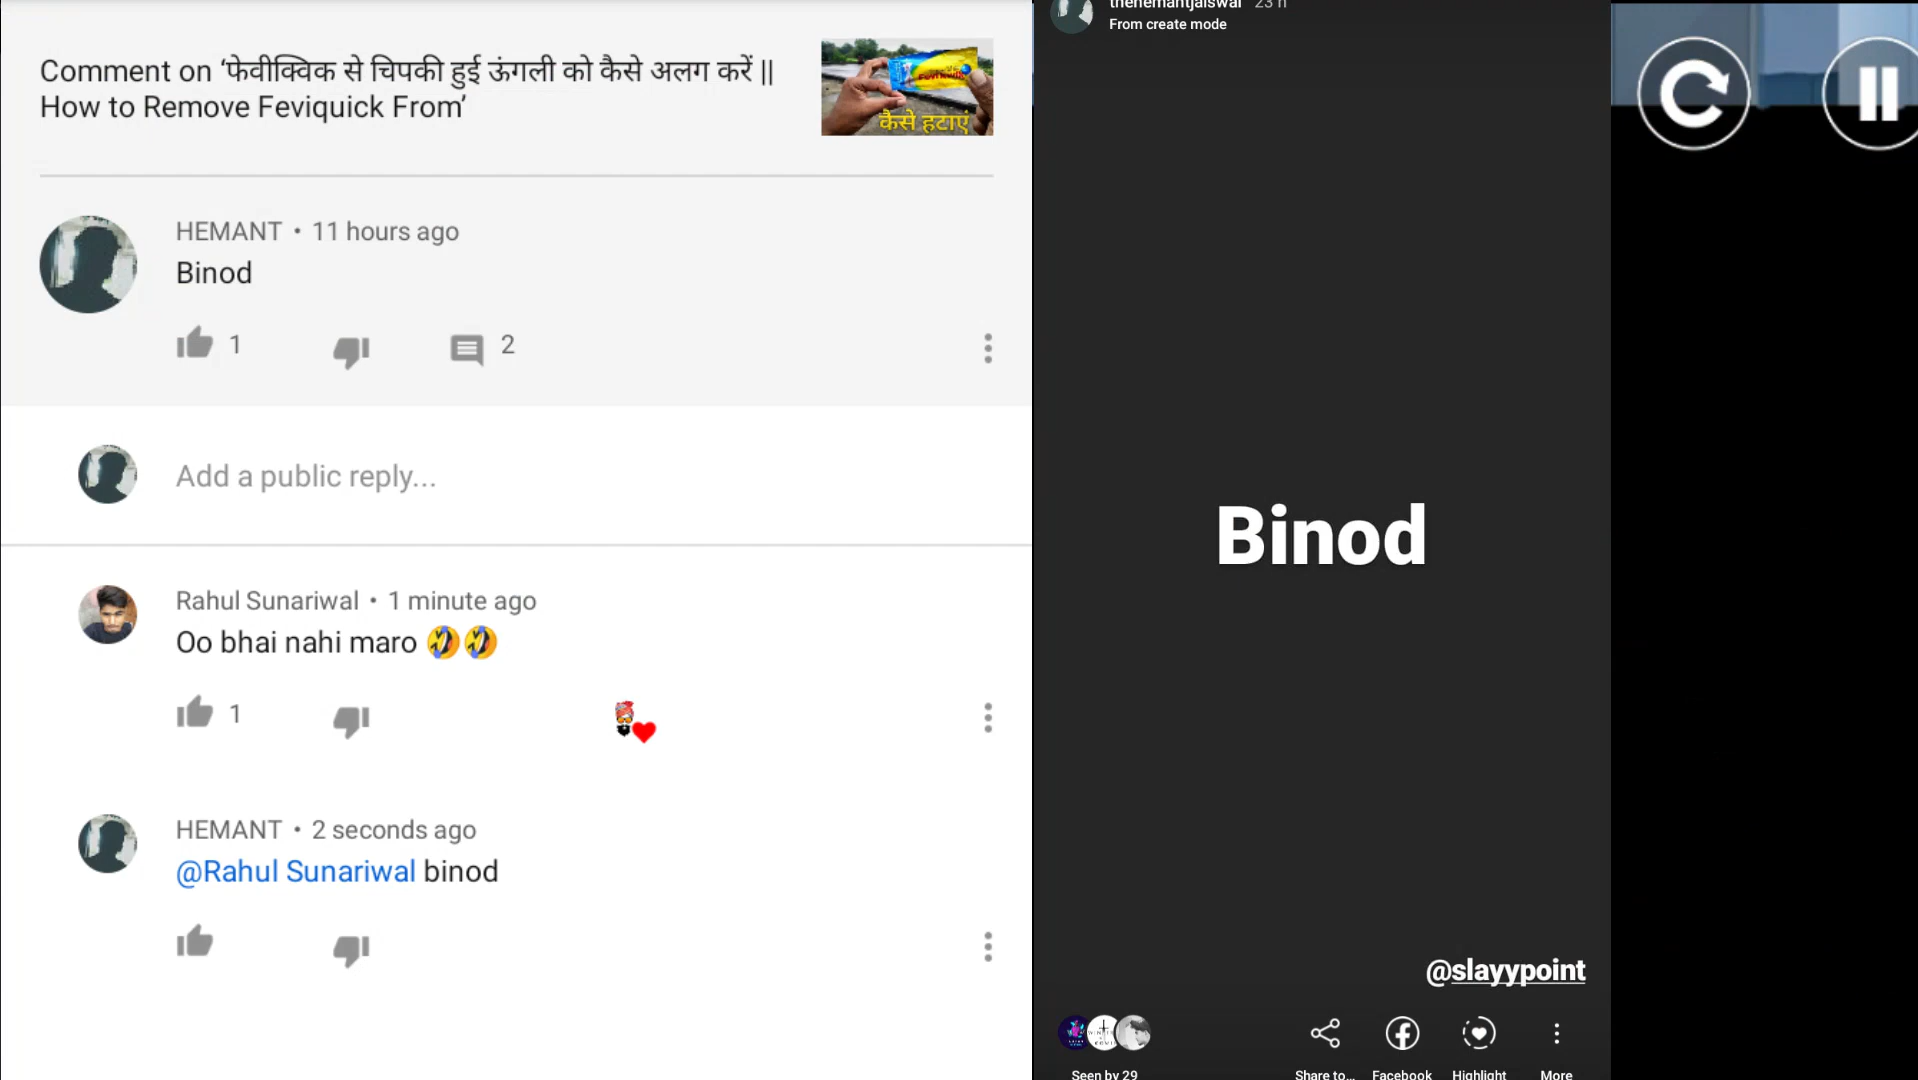 Comment on ‘फेवीक्विक से चिपकी हुई ऊंगली को कैसे अलग करें ||
How to Remove Feviquick From’
कैसे हटाएं
HEMANT • 11 hours ago
Binod
1
2
Add a public reply...
Rahul Sunariwal • 1 minute ago
Oo bhai nahi maro 🤣🤣
1
HEMANT • 2 seconds ago
@Rahul Sunariwal binod
thehemantjaiswal 23 h
From create mode
Binod
@slayypoint
Seen by 29
Share to...
Facebook
Highlight
More